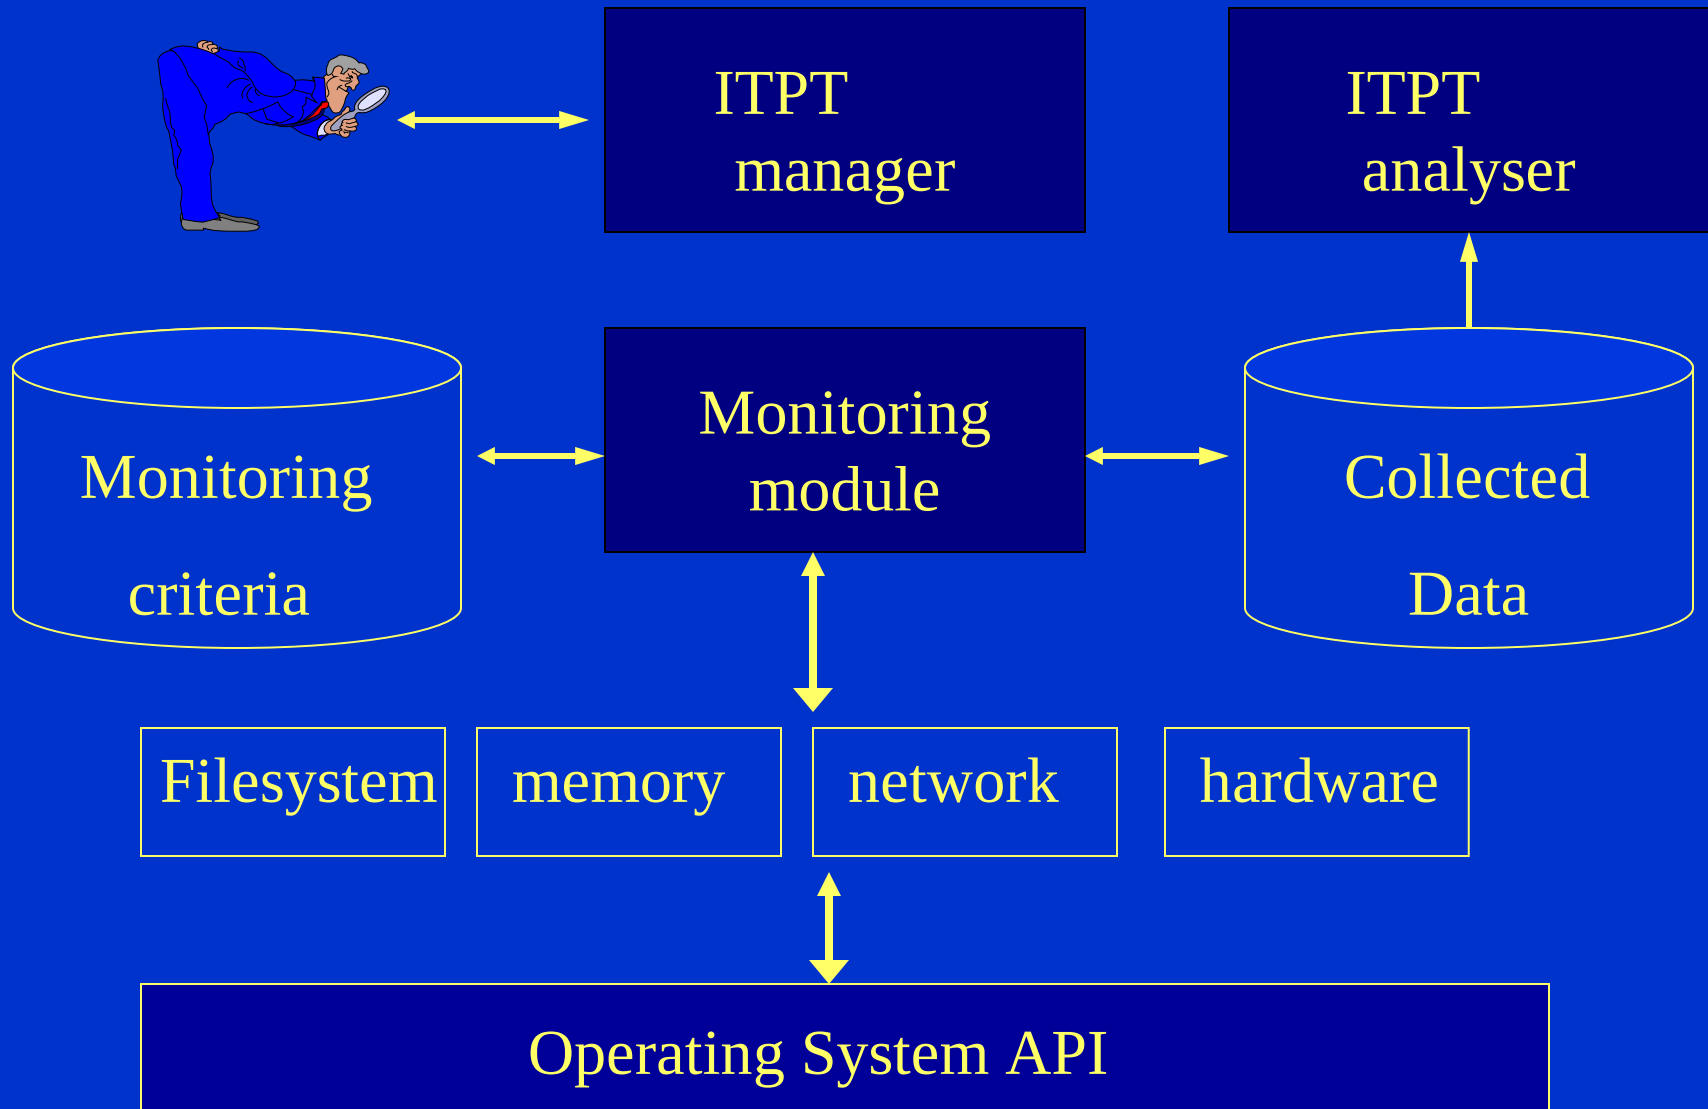 ITPT
manager
ITPT
analyser
Monitoring
criteria
Monitoring
module
Collected
Data
Filesystem
memory
network
hardware
Operating System API